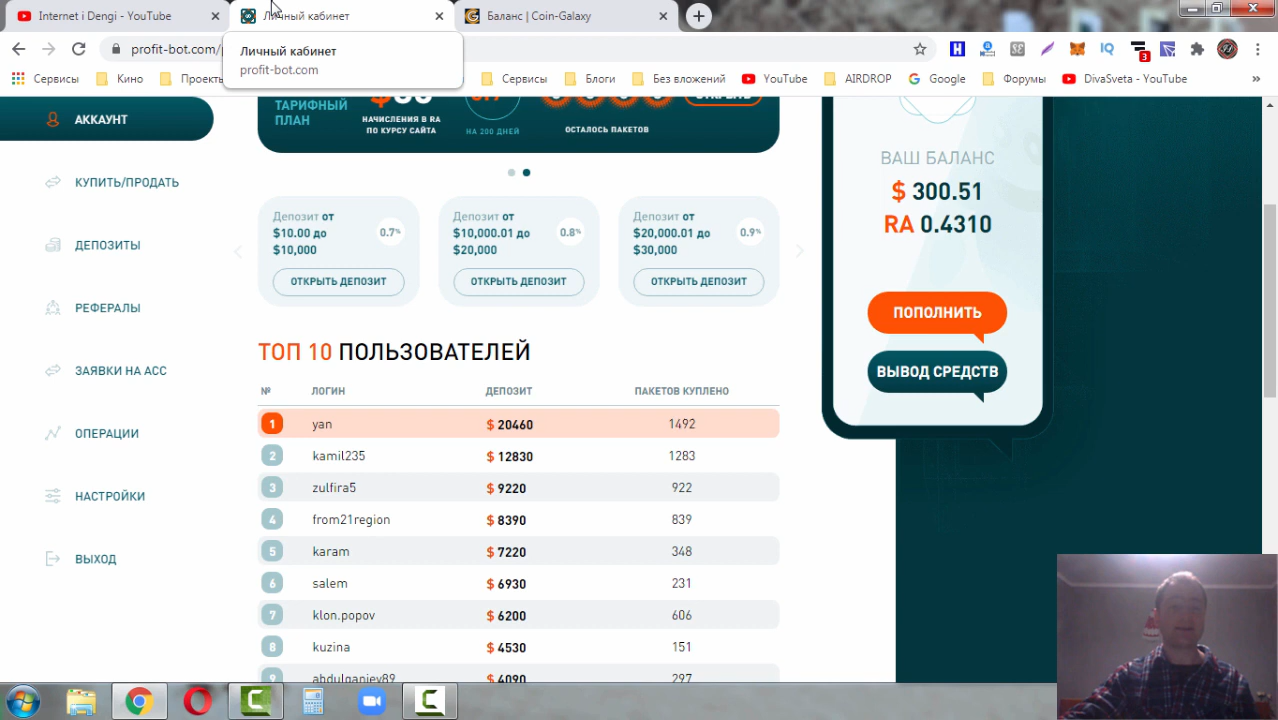 Internet i Dengi - YouTube
Личный кабинет
Баланс | Coin-Galaxy
profit-bot.com/
Личный кабинет
profit-bot.com
3
Сервисы
Кино
Проекты
Сервисы
Блоги
Без вложений
YouTube
AIRDROP
Google
Форумы
DivaSveta - YouTube
»
АККАУНТ
КУПИТЬ/ПРОДАТЬ
ДЕПОЗИТЫ
РЕФЕРАЛЫ
ЗАЯВКИ НА АСС
ОПЕРАЦИИ
НАСТРОЙКИ
ВЫХОД
ТАРИФНЫЙ
ПЛАН
НАЧИСЛЕНИЯ В RA
ПО КУРСУ САЙТА
НА 200 ДНЕЙ
ОСТАЛОСЬ ПАКЕТОВ
Депозит от
$10.00 до
$10,000
0.7%
ОТКРЫТЬ ДЕПОЗИТ
Депозит от
$10,000.01 до
$20,000
0.8%
ОТКРЫТЬ ДЕПОЗИТ
Депозит от
$20,000.01 до
$30,000
0.9%
ОТКРЫТЬ ДЕПОЗИТ
ТОП 10 ПОЛЬЗОВАТЕЛЕЙ
№ ЛОГИН ДЕПОЗИТ ПАКЕТОВ КУПЛЕНО
1 yan $ 20460 1492
2 kamil235 $ 12830 1283
3 zulfira5 $ 9220 922
4 from21region $ 8390 839
5 karam $ 7220 348
6 salem $ 6930 231
7 klon.popov $ 6200 606
8 kuzina $ 4530 151
9 abdulganiev89 $ 4090 297
ВАШ БАЛАНС
$ 300.51
RA 0.4310
ПОПОЛНИТЬ
ВЫВОД СРЕДСТВ